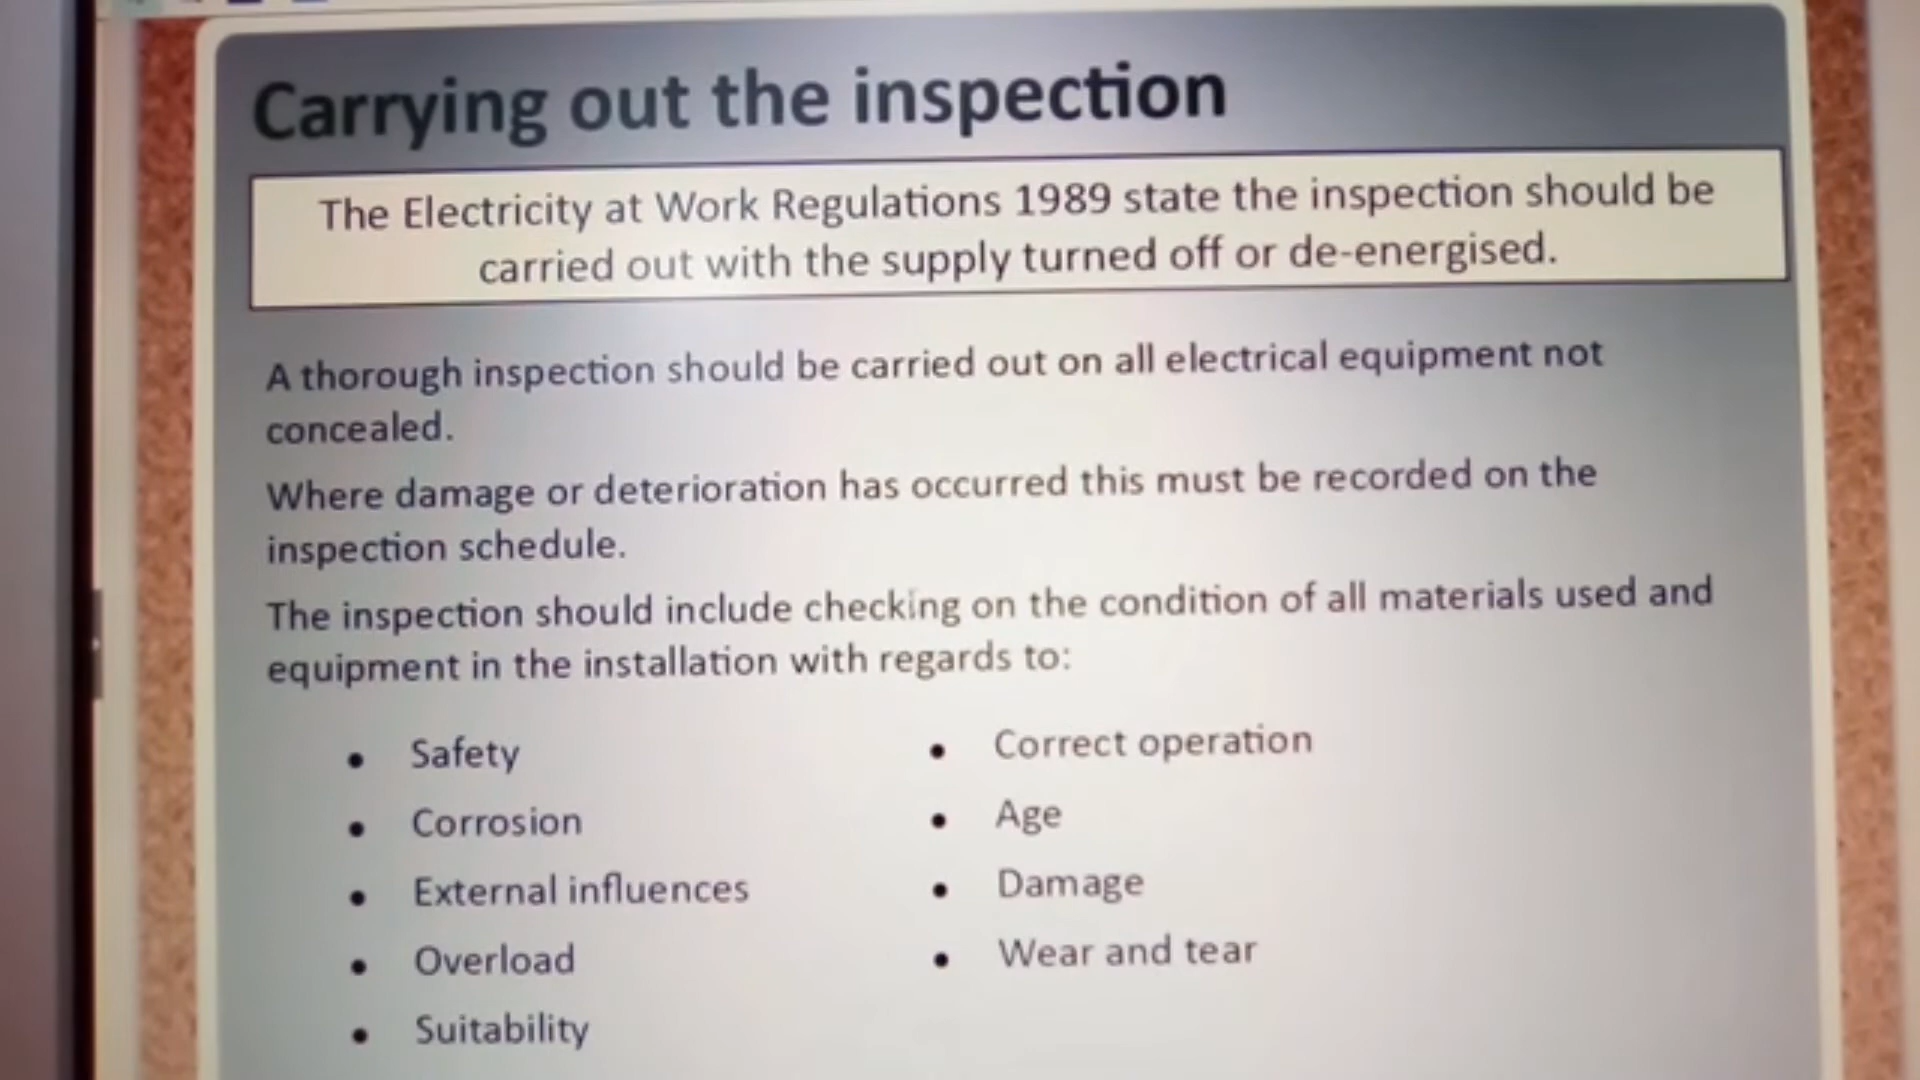 Carrying out the inspection
The Electricity at Work Regulations 1989 state the inspection should be
carried out with the supply turned off or de-energised.
A thorough inspection should be carried out on all electrical equipment not
concealed.
Where damage or deterioration has occurred this must be recorded on the
inspection schedule.
The inspection should include checking on the condition of all materials used and
equipment in the installation with regards to:
• Safety
• Corrosion
• External influences
• Overload
• Suitability
• Correct operation
• Age
• Damage
• Wear and tear